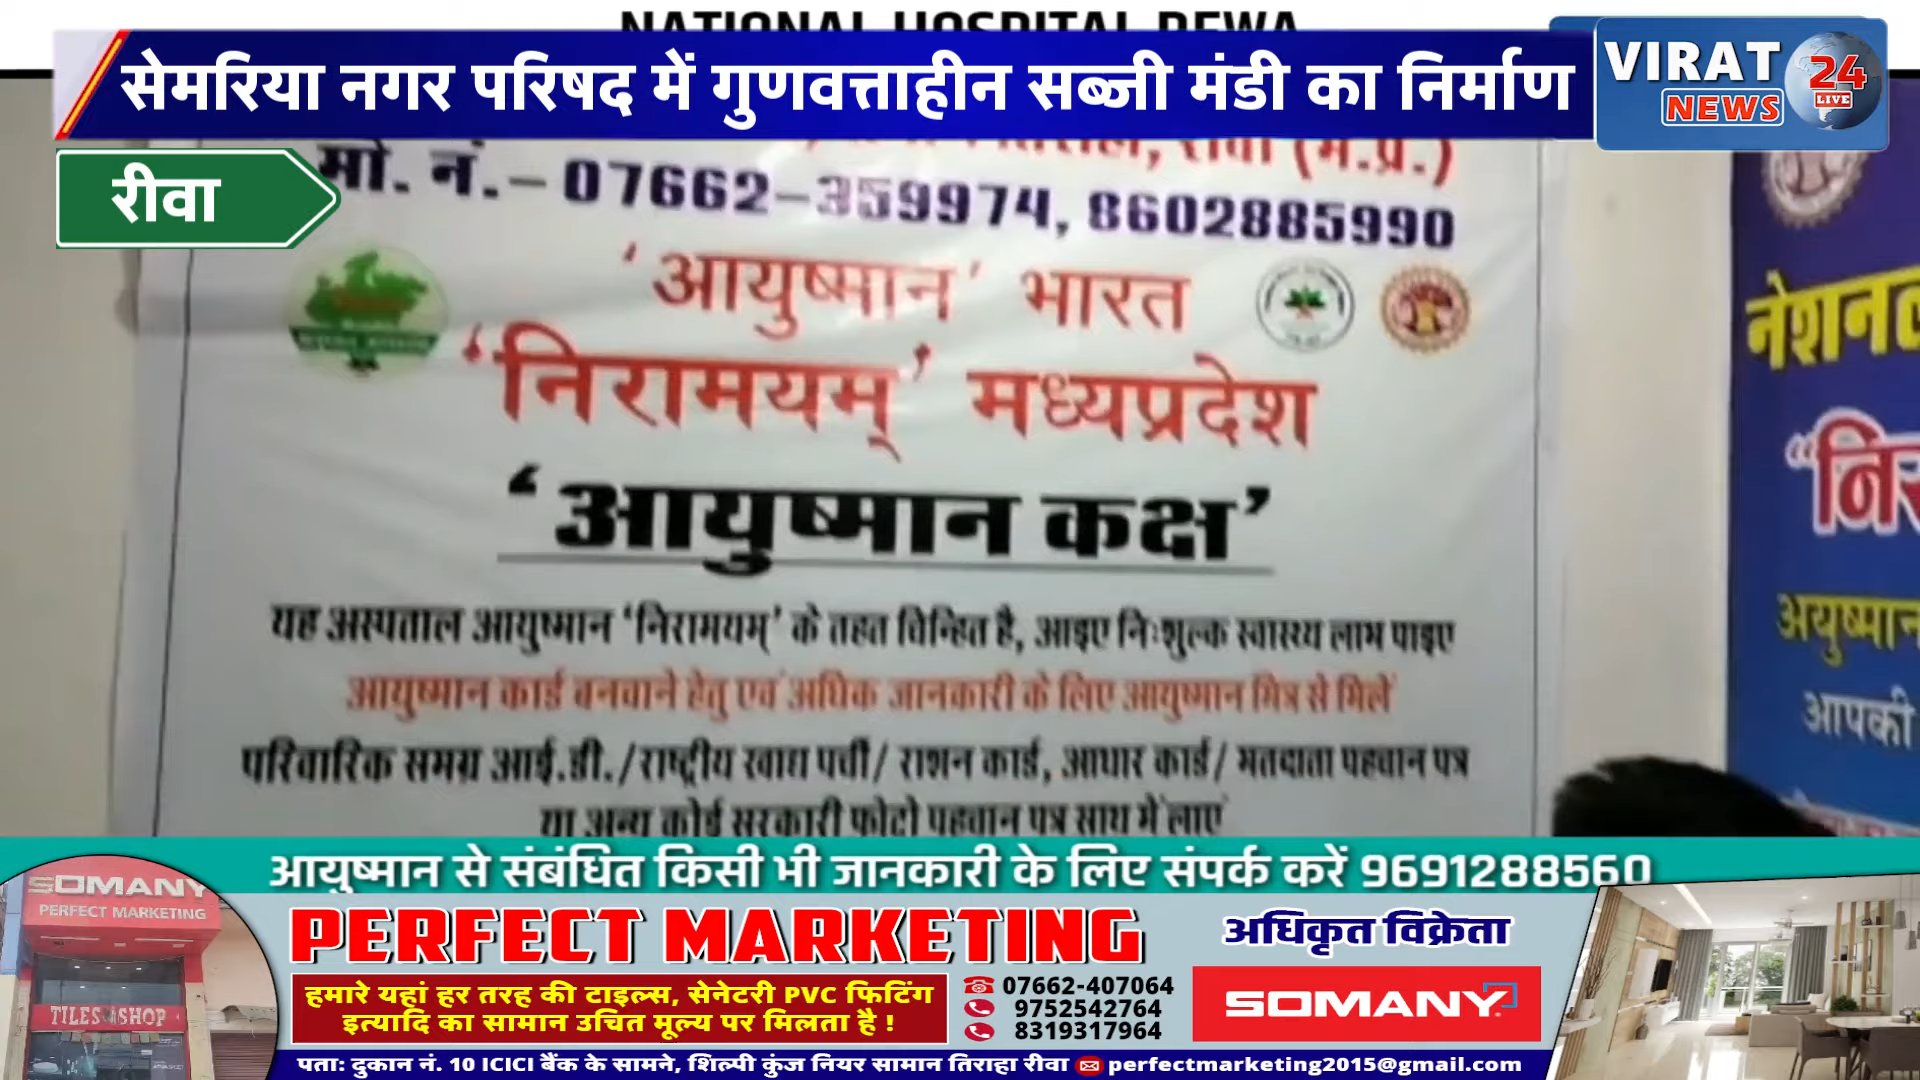 NATIONAL HOSPITAL REWA
सेमरिया नगर परिषद में गुणवत्ताहीन सब्जी मंडी का निर्माण
VIRAT
NEWS
24
LIVE
रीवा
रीवा (म.प्र.)
मो. नं.– 07662–359974, 8602885990
‘आयुष्मान’ भारत
‘निरामयम्’ मध्यप्रदेश
‘आयुष्मान कक्ष’
यह अस्पताल आयुष्मान ‘निरामयम्’ के तहत चिन्हित है, आइए निःशुल्क स्वास्थ्य लाभ पाइए
आयुष्मान कार्ड बनवाने हेतु एवं अधिक जानकारी के लिए आयुष्मान मित्र से मिलें
परिवारिक समग्र आई.डी./राष्ट्रीय खाद्य पर्ची/ राशन कार्ड, आधार कार्ड/ मतदाता पहचान पत्र
या अन्य कोई सरकारी फोटो पहचान पत्र साथ में लाएं
नेशनल
अयुष्मान
आपकी
आयुष्मान से संबंधित किसी भी जानकारी के लिए संपर्क करें 9691288560
SOMANY
PERFECT MARKETING
TILES SHOP
PERFECT MARKETING
हमारे यहां हर तरह की टाइल्स, सेनेटरी PVC फिटिंग
इत्यादि का सामान उचित मूल्य पर मिलता है !
07662-407064
9752542764
8319317964
अधिकृत विक्रेता
SOMANY
पता: दुकान नं. 10 ICICI बैंक के सामने, शिल्पी कुंज नियर सामान तिराहा रीवा perfectmarketing2015@gmail.com